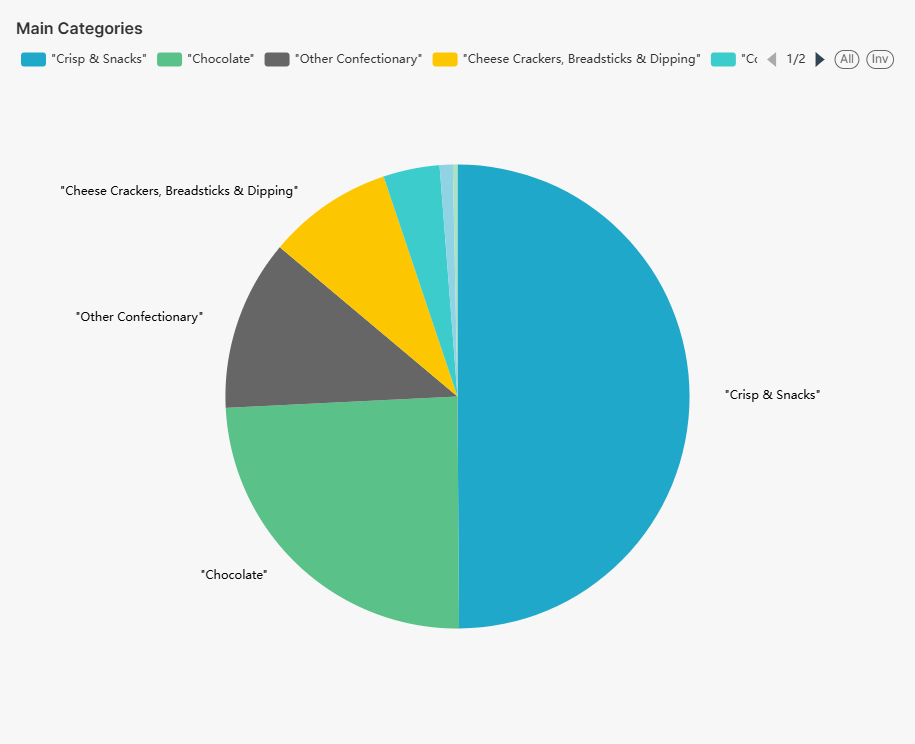 Main Categories
"Crisp & Snacks" "Chocolate" "Other Confectionary" "Cheese Crackers, Breadsticks & Dipping" 1/2 All Inv
"Cheese Crackers, Breadsticks & Dipping"
"Other Confectionary"
"Crisp & Snacks"
"Chocolate"